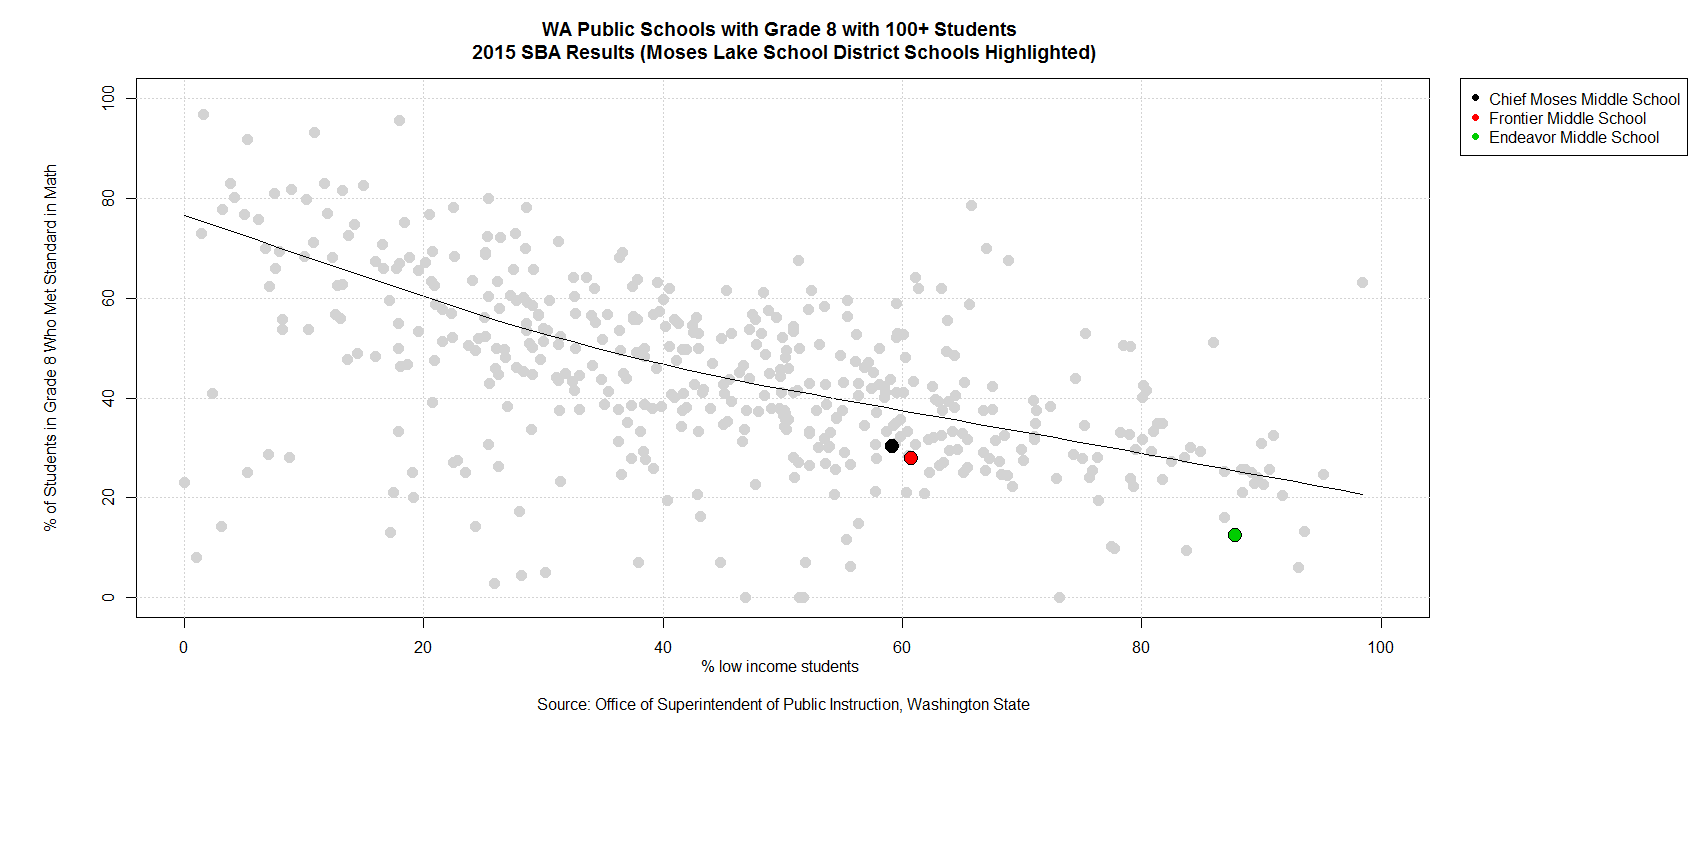 WA Public Schools with Grade 8 with 100+ Students
2015 SBA Results (Moses Lake School District Schools Highlighted)
Chief Moses Middle School
Frontier Middle School
Endeavor Middle School
% of Students in Grade 8 Who Met Standard in Math
100
80
60
40
20
0
0 20 40 60 80 100
% low income students
Source: Office of Superintendent of Public Instruction, Washington State